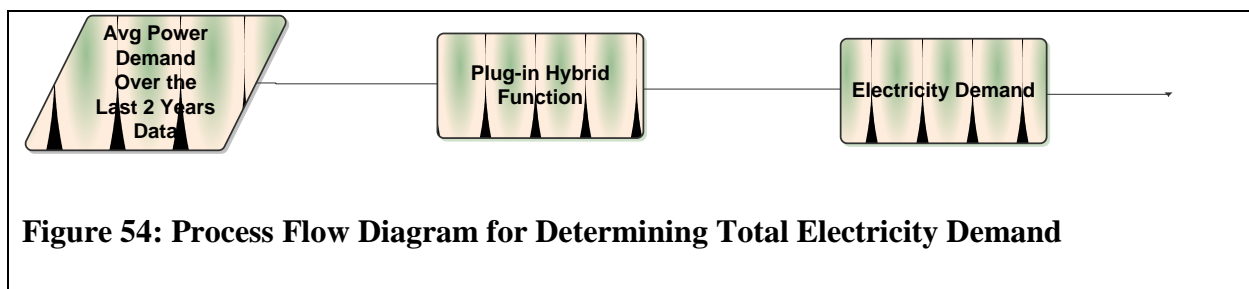 Avg Power
Demand
Over the
Last 2 Years
Data
Plug-in Hybrid
Function
Electricity Demand
Figure 54: Process Flow Diagram for Determining Total Electricity Demand